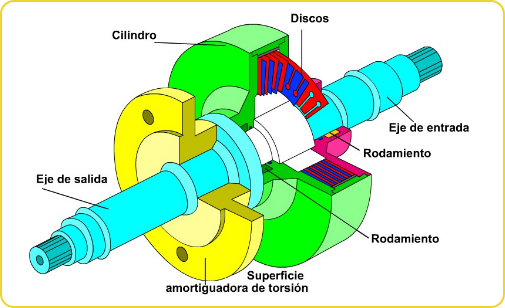 Discos
Cilindro
Eje de entrada
Rodamiento
Eje de salida
Rodamiento
Superficie
amortiguadora de torsión